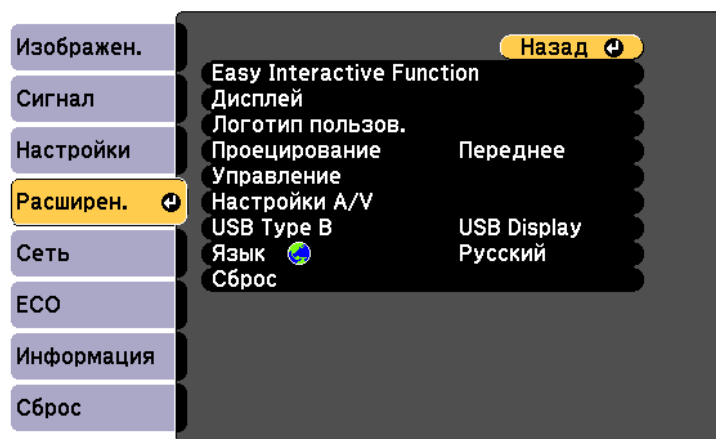 Изображен.
Сигнал
Настройки
Расширен.
Сеть
ECO
Информация
Сброс
Назад
Easy Interactive Function
Дисплей
Логотип пользов.
Проецирование Переднее
Управление
Настройки A/V
USB Type B USB Display
Язык Русский
Сброс